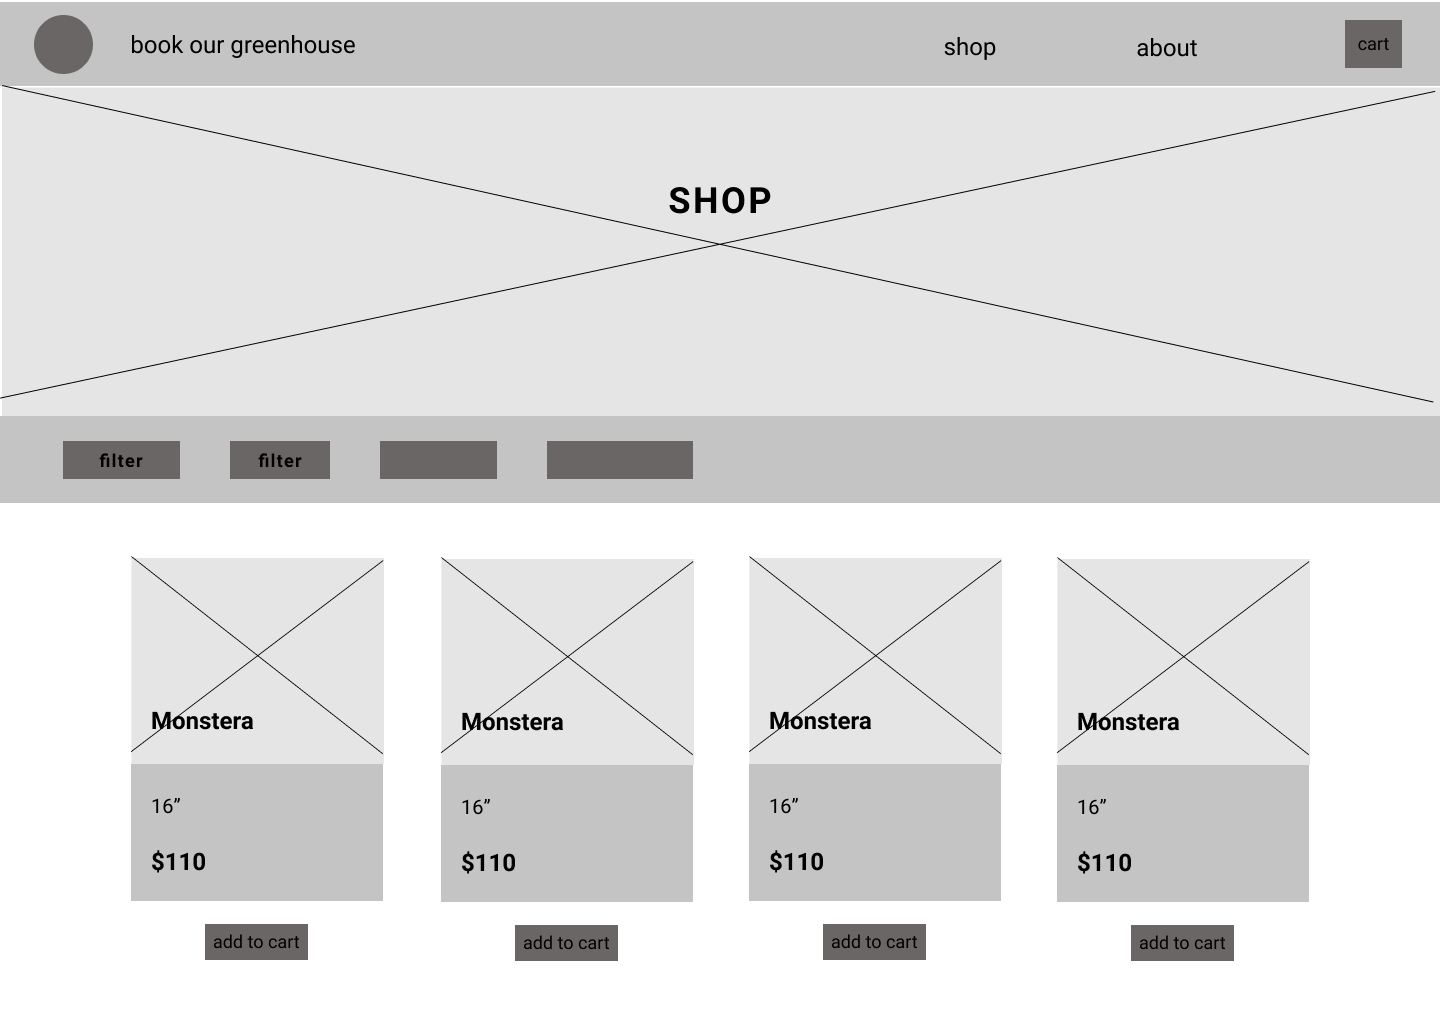 book our greenhouse
shop
about
cart
SHOP
filter
filter
Monstera
Monstera
Monstera
Monstera
16”
16”
16”
16”
$110
$110
$110
$110
add to cart
add to cart
add to cart
add to cart